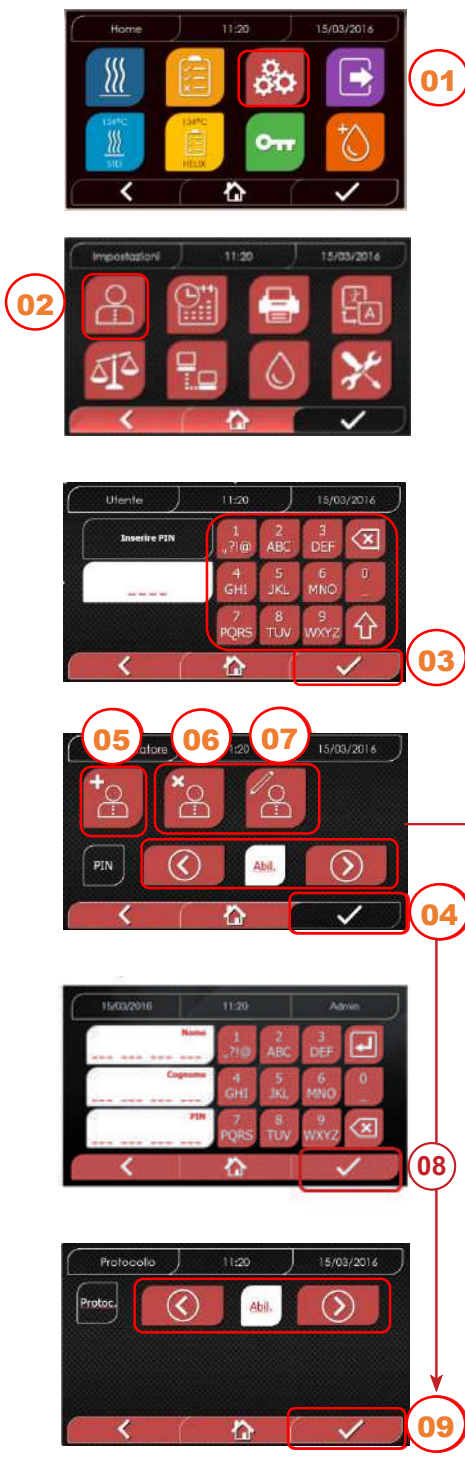 Home 11:20 15/03/2016
01
134°C 134°C
STD HELIX
Impostazioni 11:20 15/03/2016
02
A
Utente 11:20 15/03/2016
Inserire PIN
1 2 3
.,?!@ ABC DEF
4 5 6 0
GHI JKL MNO _
7 8 9
PQRS TUV WXYZ
03
05 06 07
atore 1:20 15/03/2016
PIN Abil.
04
15/03/2016 11:20 Admin
Nome 1 2 3
.,?!@ ABC DEF
Cognome 4 5 6 0
GHI JKL MNO _
PIN 7 8 9
PQRS TUV WXYZ
08
Protocollo 11:20 15/03/2016
Protoc. Abil.
09